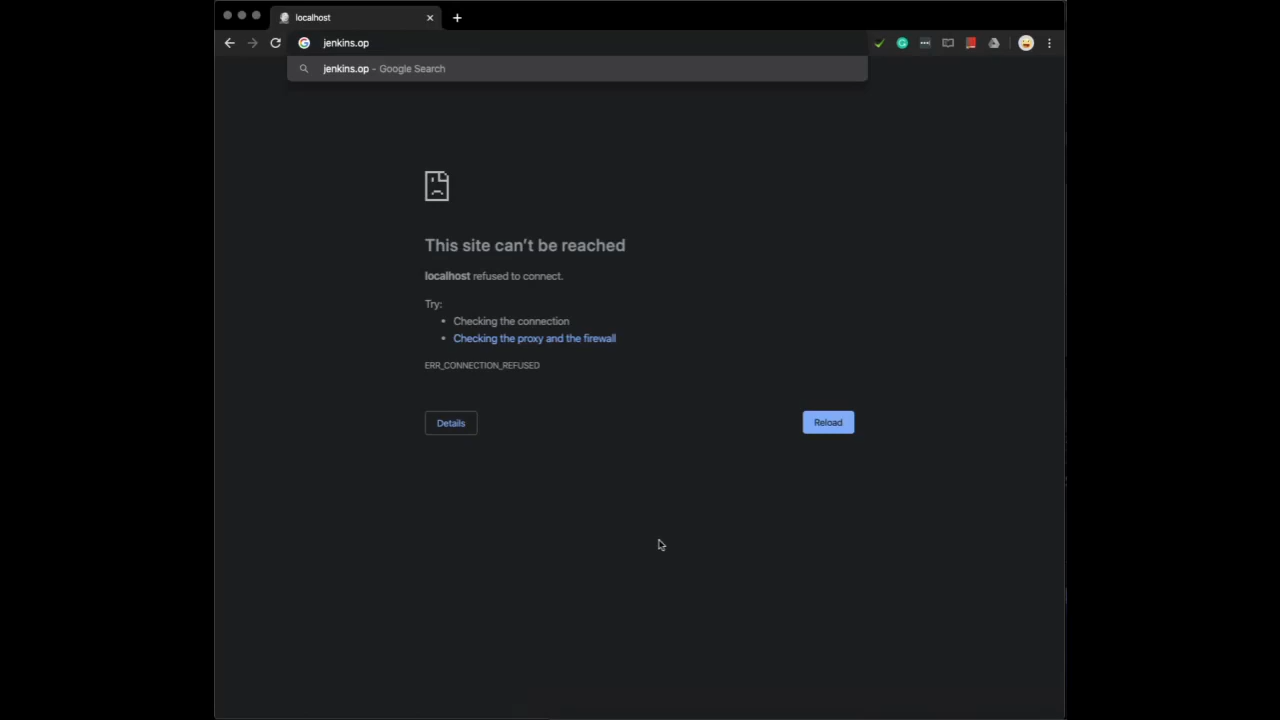 localhost
jenkins.op
jenkins.op - Google Search
This site can't be reached
localhost refused to connect.
Try:
• Checking the connection
• Checking the proxy and the firewall
ERR_CONNECTION_REFUSED
Details
Reload